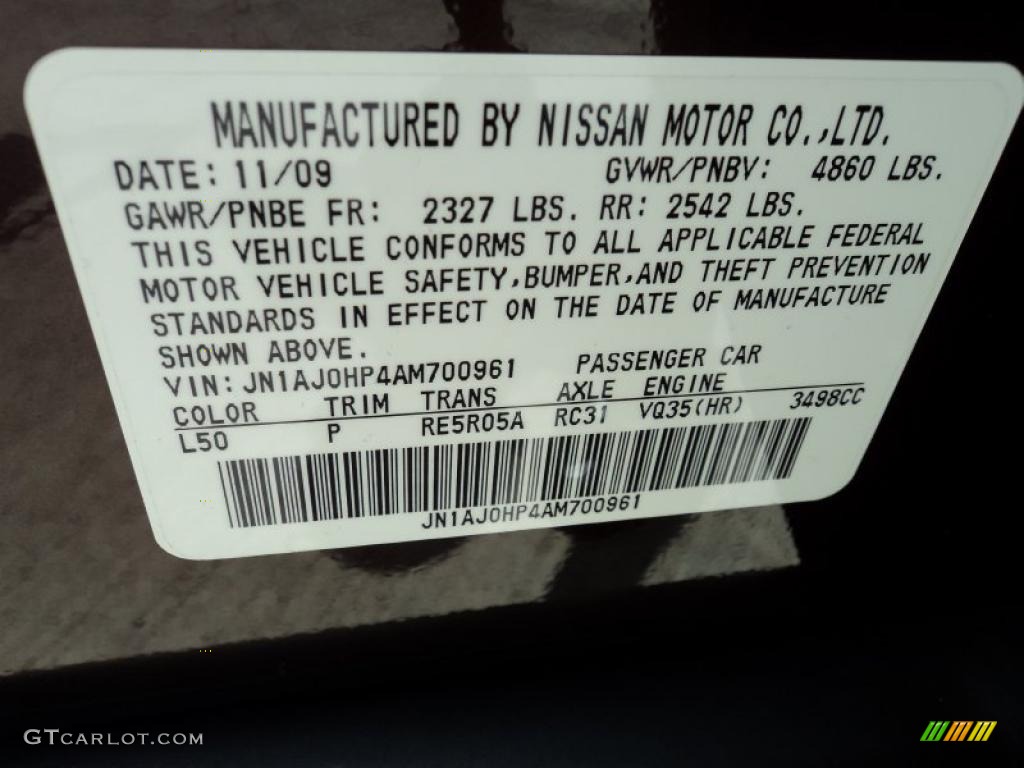 MANUFACTURED BY NISSAN MOTOR CO.,LTD.
DATE: 11/09 GVWR/PNBV: 4860 LBS.
GAWR/PNBE FR: 2327 LBS. RR: 2542 LBS.
THIS VEHICLE CONFORMS TO ALL APPLICABLE FEDERAL
MOTOR VEHICLE SAFETY,BUMPER,AND THEFT PREVENTION
STANDARDS IN EFFECT ON THE DATE OF MANUFACTURE
SHOWN ABOVE.
VIN: JN1AJ0HP4AM700961 PASSENGER CAR
COLOR TRIM TRANS AXLE ENGINE
L50 P RE5R05A RC31 VQ35(HR) 3498CC
JN1AJ0HP4AM700961
GTCARLOT.COM